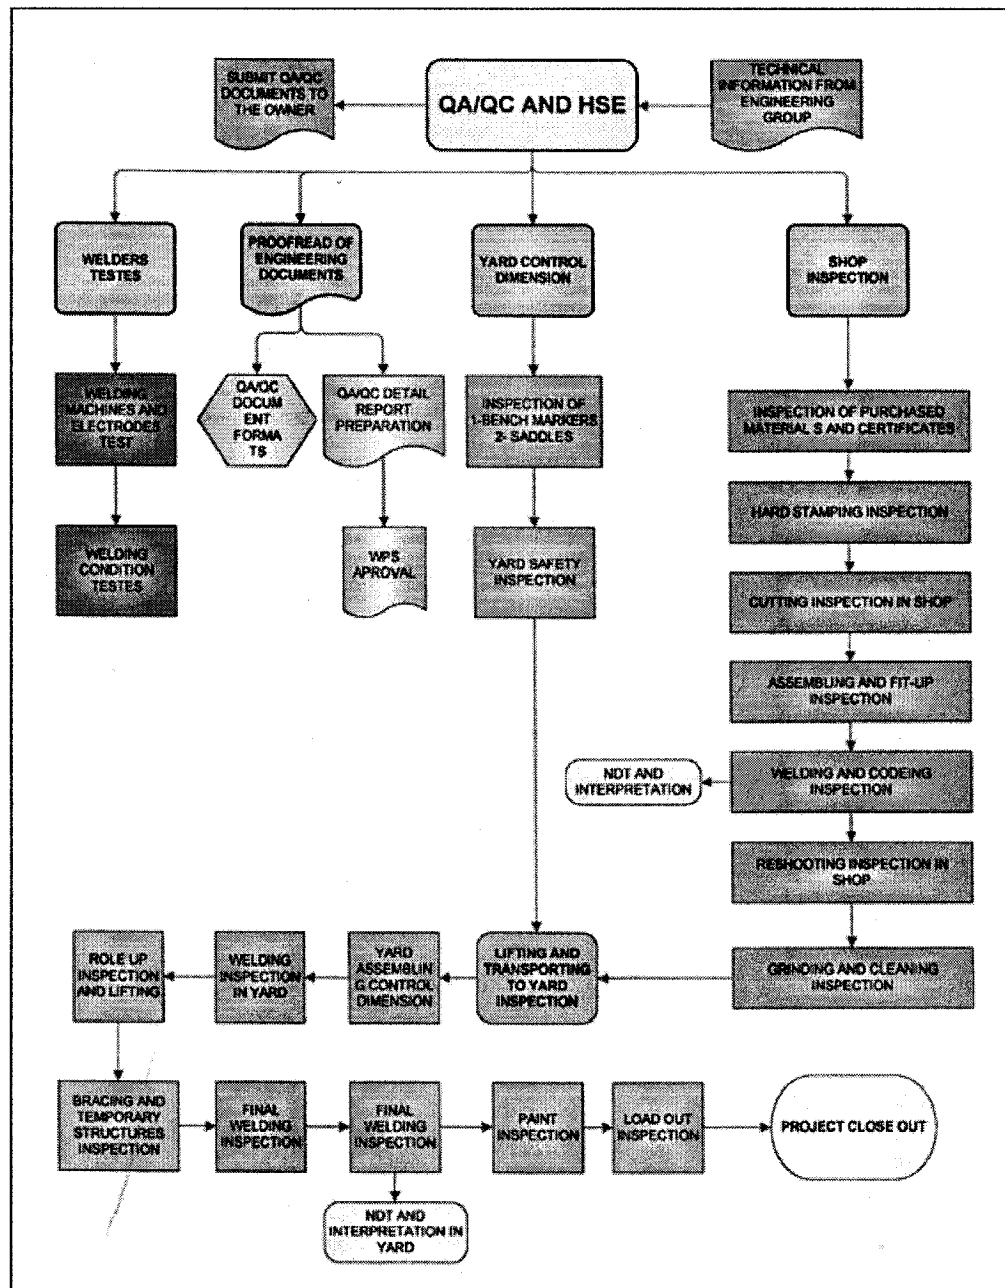 SUBMIT QA/QC
DOCUMENTS TO
THE OWNER
QA/QC AND HSE
TECHNICAL
INFORMATION FROM
ENGINEERING
GROUP
WELDERS
TESTES
PROOFREAD OF
ENGINEERING
DOCUMENTS
YARD CONTROL
DIMENSION
SHOP
INSPECTION
WELDING
MACHINES AND
ELECTRODES
TEST
QA/QC
DOCUM
ENT
FORMA
TS
QA/QC DETAIL
REPORT
PREPARATION
INSPECTION OF
1-BENCH MARKERS
2- SADDLES
INSPECTION OF PURCHASED
MATERIAL S AND CERTIFICATES
HARD STAMPING INSPECTION
WELDING
CONDITION
TESTES
WPS
APROVAL
YARD SAFETY
INSPECTION
CUTTING INSPECTION IN SHOP
ASSEMBLING AND FIT-UP
INSPECTION
NDT AND
INTERPRETATION
WELDING AND CODEING
INSPECTION
RESHOOTING INSPECTION IN
SHOP
ROLE UP
INSPECTION
AND LIFTING
WELDING
INSPECTION
IN YARD
YARD
ASSEMBLIN
G CONTROL
DIMENSION
LIFTING AND
TRANSPORTING
TO YARD
INSPECTION
GRINDING AND CLEANING
INSPECTION
BRACING AND
TEMPORARY
STRUCTURES
INSPECTION
FINAL
WELDING
INSPECTION
FINAL
WELDING
INSPECTION
PAINT
INSPECTION
LOAD OUT
INSPECTION
PROJECT CLOSE OUT
NDT AND
INTERPRETATION IN
YARD